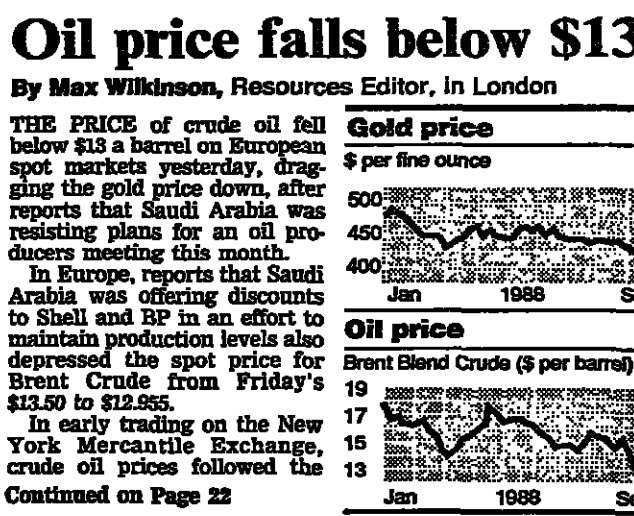 Oil price falls below $13
By Max Wilkinson, Resources Editor, in London
THE PRICE of crude oil fell
below $13 a barrel on European
spot markets yesterday, drag-
ging the gold price down, after
reports that Saudi Arabia was
resisting plans for an oil pro-
ducers meeting this month.
In Europe, reports that Saudi
Arabia was offering discounts
to Shell and BP in an effort to
maintain production levels also
depressed the spot price for
Brent Crude from Friday's
$13.50 to $12.955.
In early trading on the New
York Mercantile Exchange,
crude oil prices followed the
Continued on Page 22
Gold price
$ per fine ounce
500
450
400
Jan 1988 S
Oil price
Brent Blend Crude ($ per barrel)
19
17
15
13
Jan 1988 Se